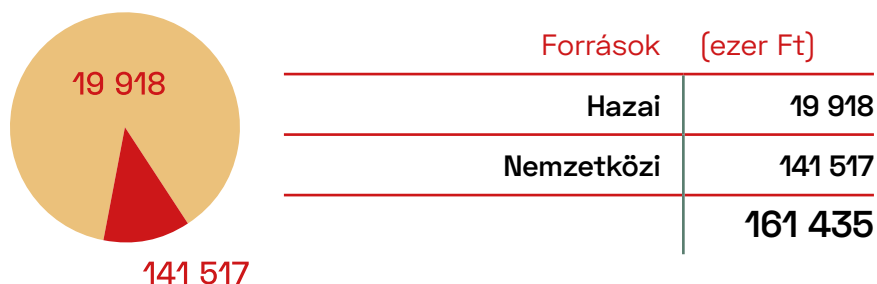 19 918
141 517
Források (ezer Ft)
Hazai 19 918
Nemzetközi 141 517
161 435